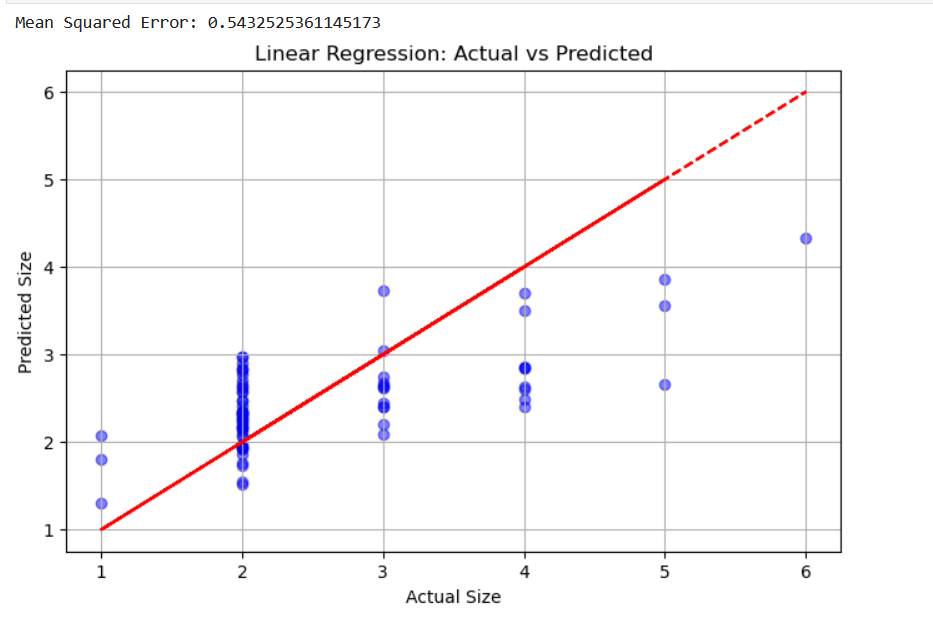 Mean Squared Error: 0.5432525361145173
Linear Regression: Actual vs Predicted
6
5
4
3
2
1
Predicted Size
1 2 3 4 5 6
Actual Size